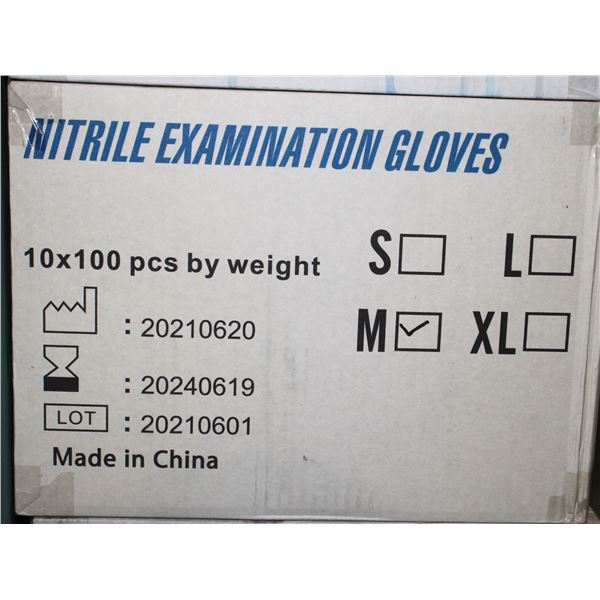 NITRILE EXAMINATION GLOVES
10x100 pcs by weight
S L
M XL
: 20210620
: 20240619
LOT : 20210601
Made in China